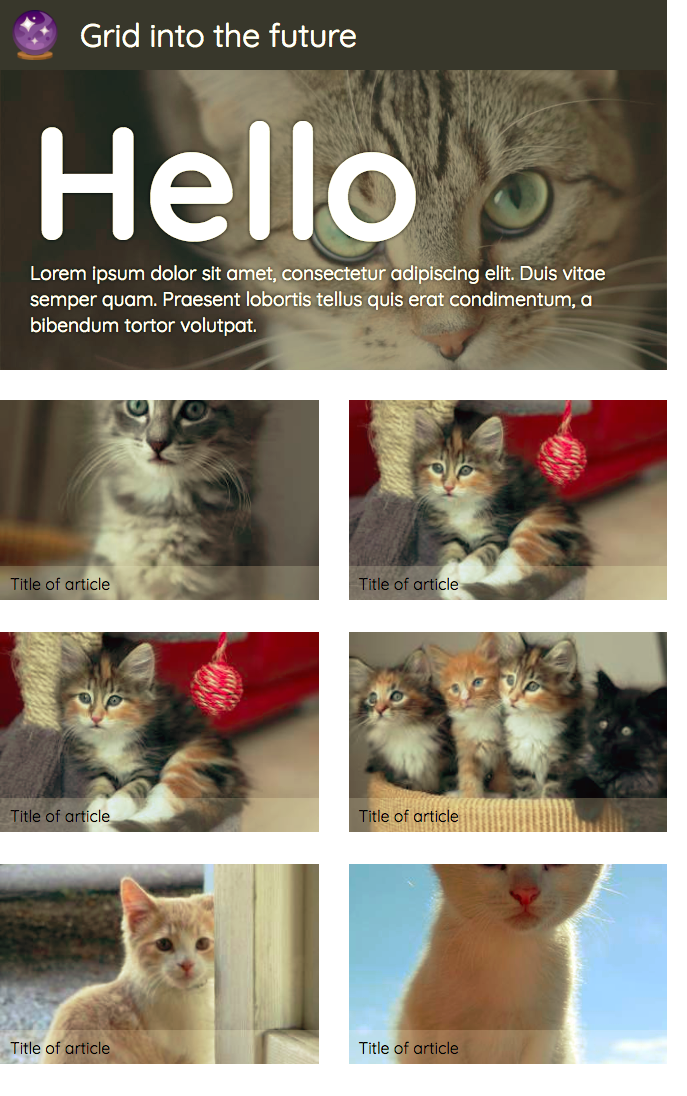 Grid into the future
Hello
Lorem ipsum dolor sit amet, consectetur adipiscing elit. Duis vitae
semper quam. Praesent lobortis tellus quis erat condimentum, a
bibendum tortor volutpat.
Title of article
Title of article
Title of article
Title of article
Title of article
Title of article